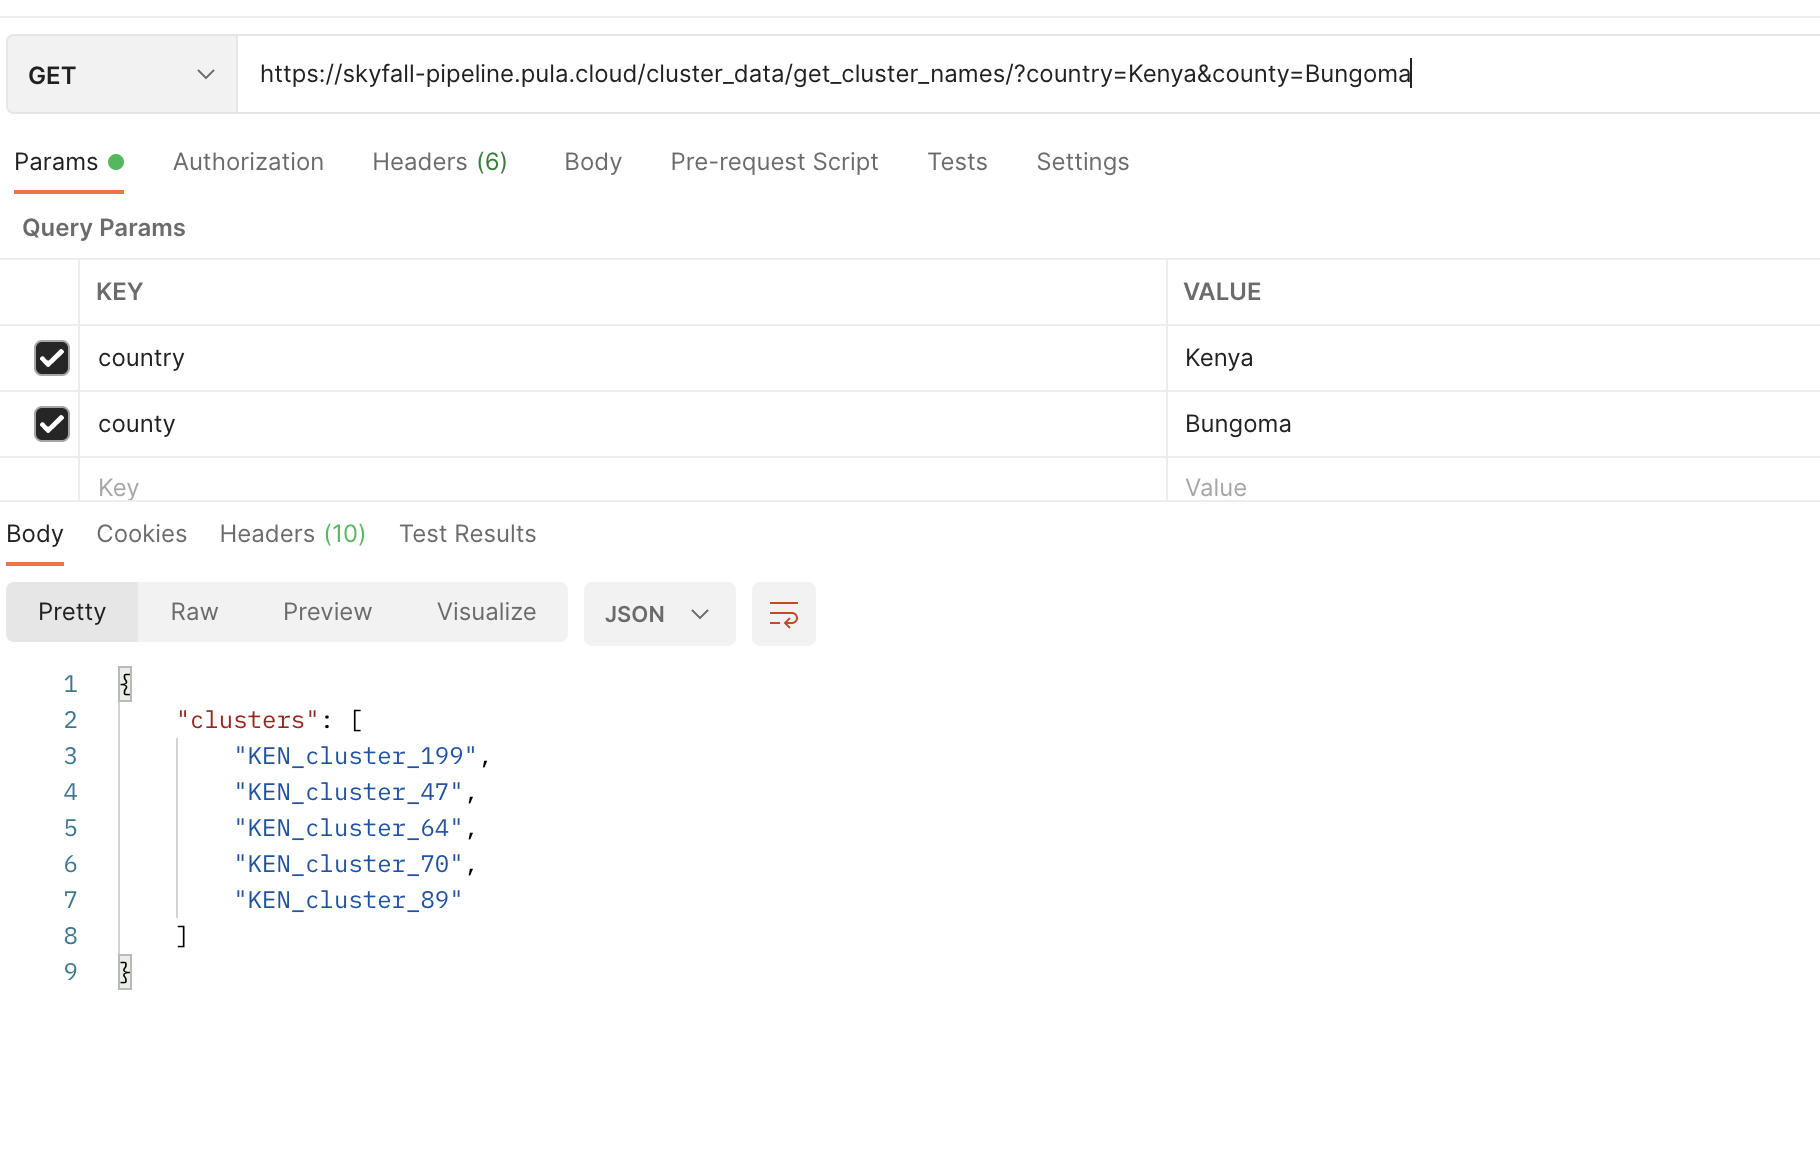 GET https://skyfall-pipeline.pula.cloud/cluster_data/get_cluster_names/?country=Kenya&county=Bungoma
Params Authorization Headers (6) Body Pre-request Script Tests Settings
Query Params
KEY VALUE
country Kenya
county Bungoma
Key Value
Body Cookies Headers (10) Test Results
Pretty Raw Preview Visualize JSON
1 {
2 "clusters": [
3 "KEN_cluster_199",
4 "KEN_cluster_47",
5 "KEN_cluster_64",
6 "KEN_cluster_70",
7 "KEN_cluster_89"
8 ]
9 }